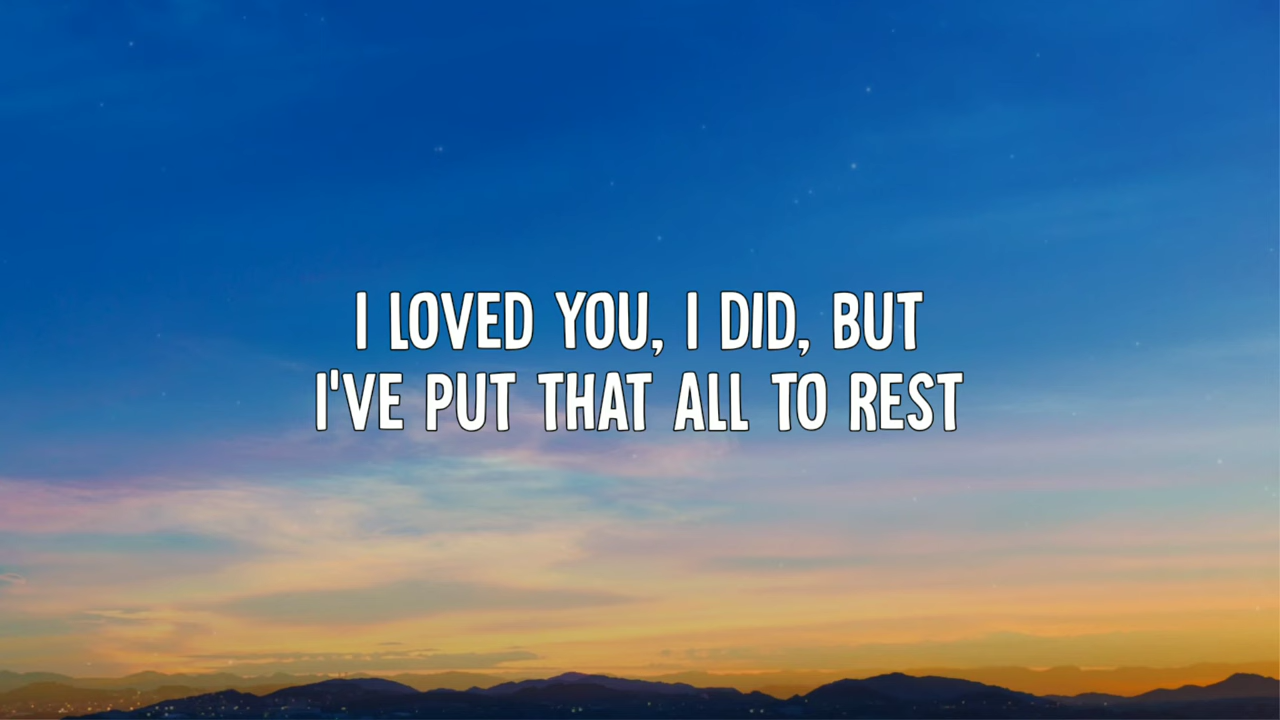 I LOVED YOU, I DID, BUT
I'VE PUT THAT ALL TO REST